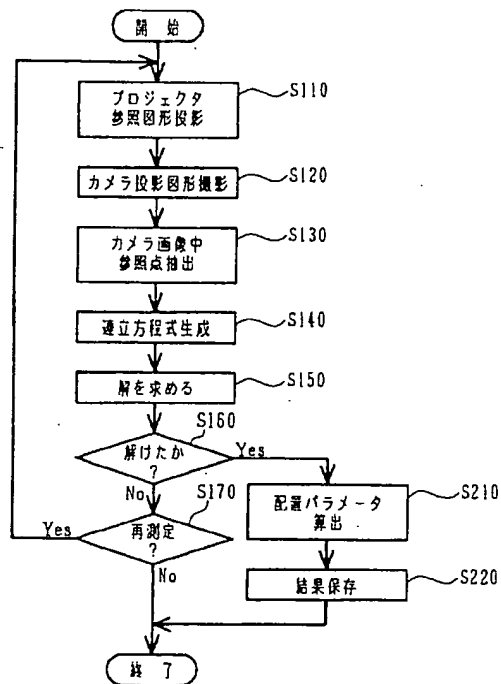 開 始
プロジェクタ
参照図形投影
S110
カメラ投影図形撮影
S120
カメラ画像中
参照点抽出
S130
連立方程式生成
S140
解を求める
S150
S160
解けたか
?
Yes
No
S170
再測定
?
Yes
No
配置パラメータ
算出
S210
結果保存
S220
終 了